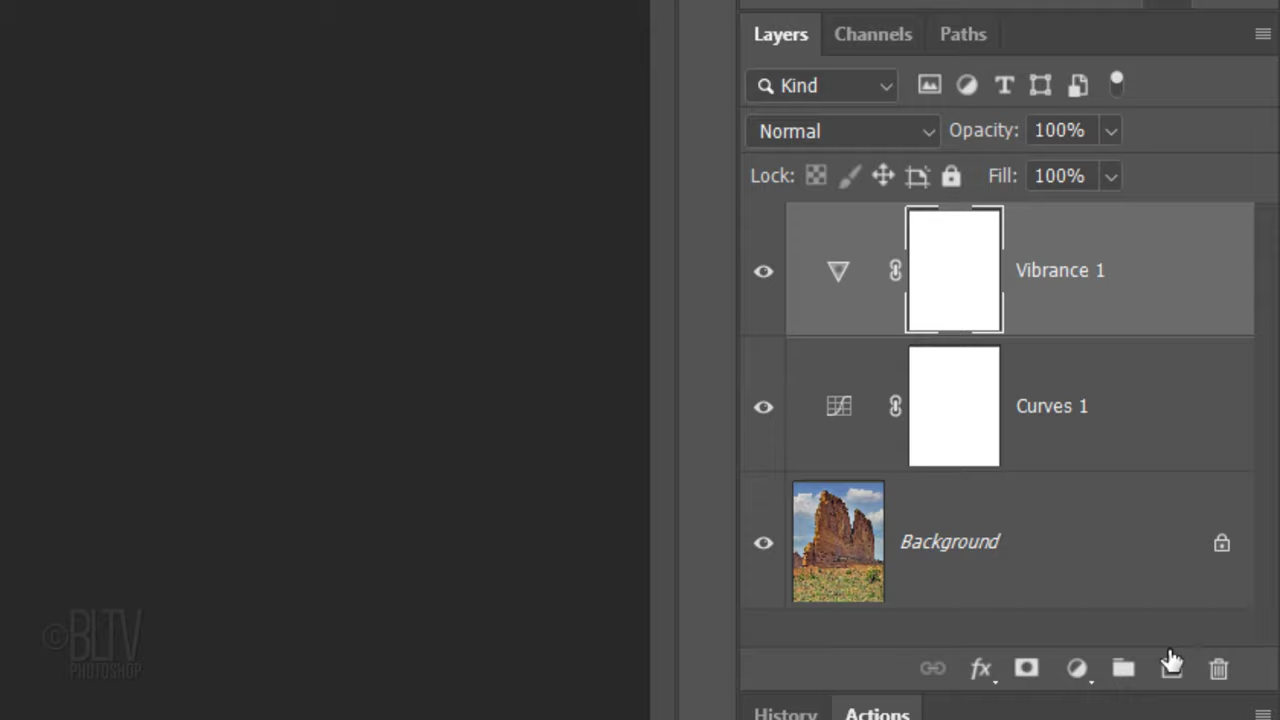 Layers Channels Paths
Kind
Normal Opacity: 100%
Lock: Fill: 100%
Vibrance 1
Curves 1
Background
©BLTV
PHOTOSHOP
fx
History Actions